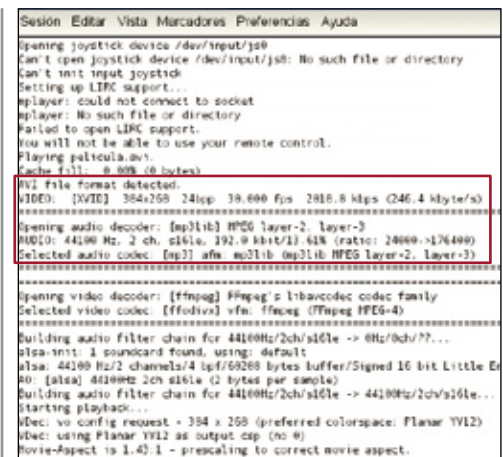 Sesión Editar Vista Marcadores Preferencias Ayuda
Opening joystick device /dev/input/js0
Can't open joystick device /dev/input/js0: No such file or directory
Can't init input joystick
Setting up LIRC support...
mplayer: could not connect to socket
mplayer: No such file or directory
Failed to open LIRC support.
You will not be able to use your remote control.
Playing pelicula.avi.
Cache fill: 0.00% (0 bytes)
AVI file format detected.
VIDEO: [XVID] 384x268 24bpp 30.000 fps 2018.8 kbps (246.4 kbyte/s)
Opening audio decoder: [mp3lib] MPEG layer-2, layer-3
AUDIO: 44100 Hz, 2 ch, s16le, 192.0 kbit/13.61% (ratio: 24000->176400)
Selected audio codec: [mp3] afm: mp3lib (mp3lib MPEG layer-2, layer-3)
Opening video decoder: [ffmpeg] FFmpeg's libavcodec codec family
Selected video codec: [ffodivx] vfm: ffmpeg (FFmpeg MPEG-4)
Building audio filter chain for 44100Hz/2ch/s16le -> 0Hz/0ch/??...
alsa-init: 1 soundcard found, using: default
alsa: 44100 Hz/2 channels/4 bpf/60208 bytes buffer/Signed 16 bit Little En
AO: [alsa] 44100Hz 2ch s16le (2 bytes per sample)
Building audio filter chain for 44100Hz/2ch/s16le -> 44100Hz/2ch/s16le...
Starting playback...
VDec: vo config request - 384 x 268 (preferred colorspace: Planar YV12)
VDec: using Planar YV12 as output csp (no 0)
Movie-Aspect is 1.43:1 - prescaling to correct movie aspect.